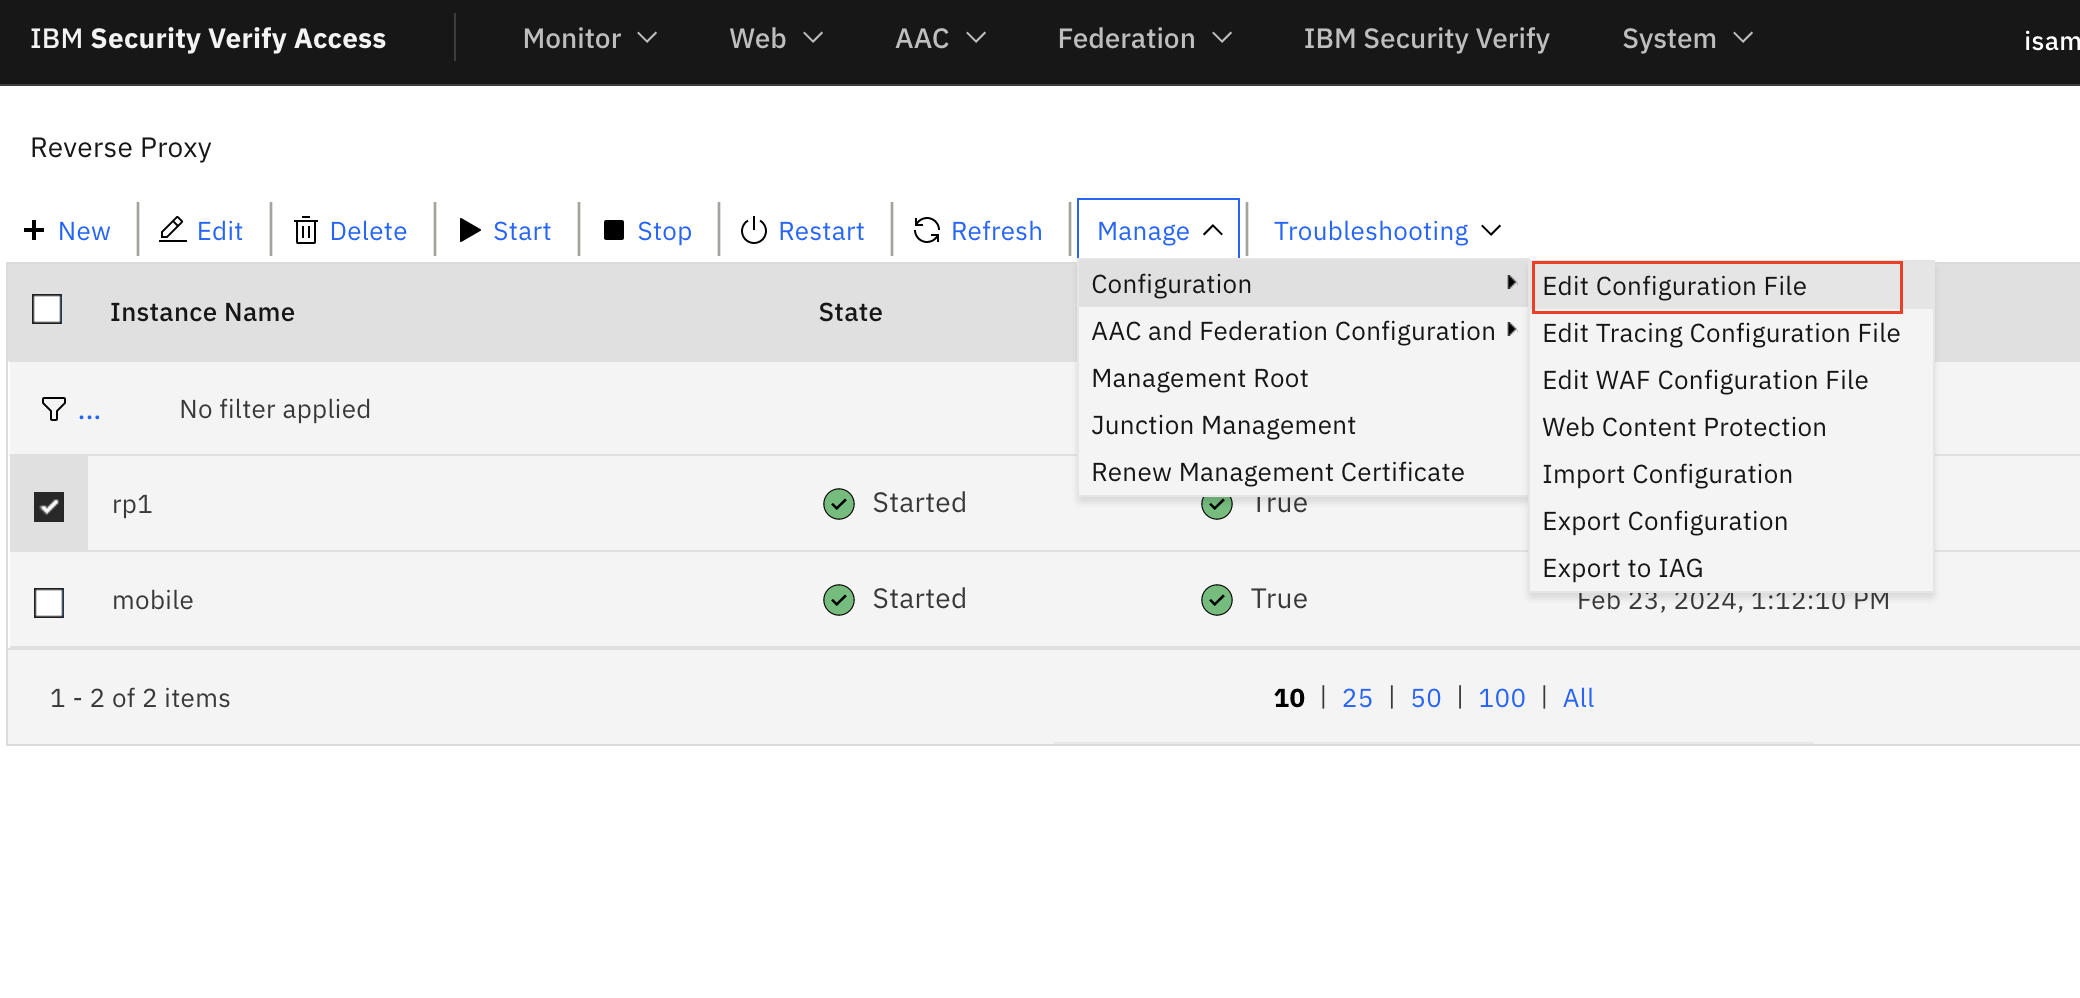 IBM Security Verify Access Monitor Web AAC Federation IBM Security Verify System isam
Reverse Proxy
New Edit Delete Start Stop Restart Refresh Manage Troubleshooting
Instance Name State
Configuration
AAC and Federation Configuration
Management Root
Junction Management
Renew Management Certificate
Edit Configuration File
Edit Tracing Configuration File
Edit WAF Configuration File
Web Content Protection
Import Configuration
Export Configuration
Export to IAG
... No filter applied
rp1 Started True
mobile Started True Feb 23, 2024, 1:12:10 PM
1 - 2 of 2 items 10 | 25 | 50 | 100 | All